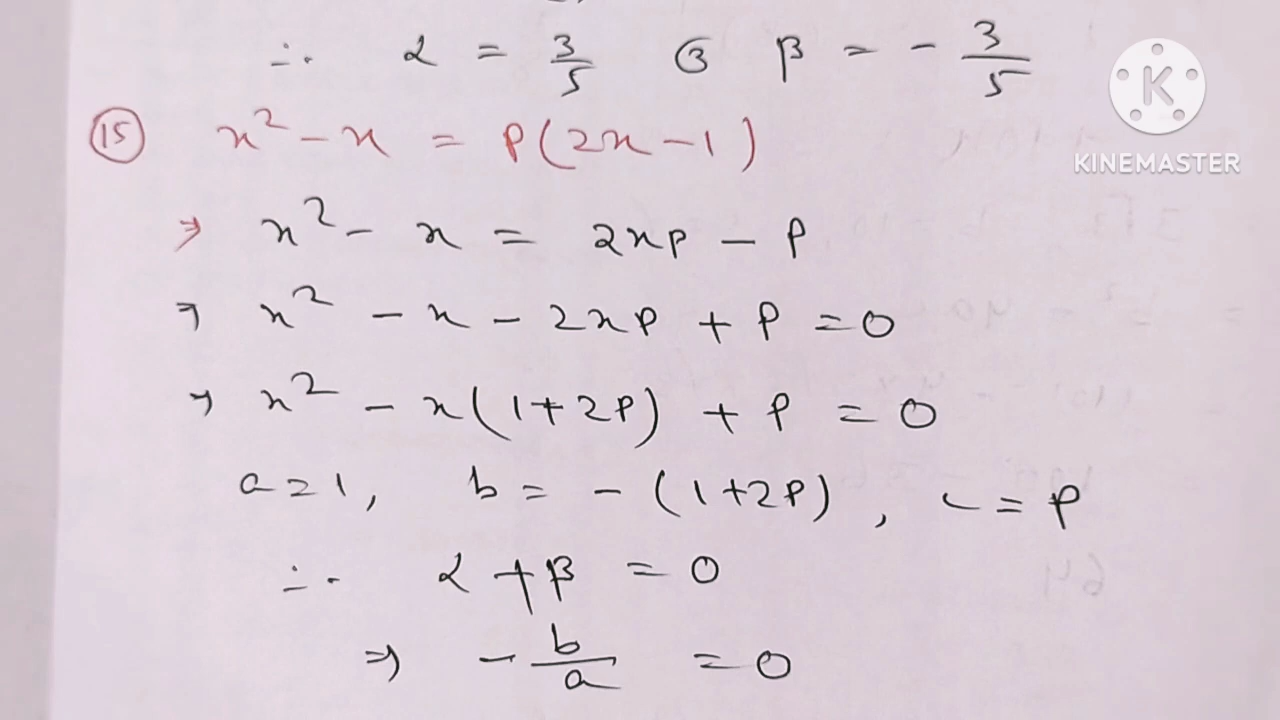 ∴ α = 3/5 & β = - 3/5
K
KINEMASTER
15 x² - x = P(2x - 1)
⇒ x² - x = 2xP - P
⇒ x² - x - 2xP + P = 0
⇒ x² - x(1+2P) + P = 0
a = 1, b = - (1+2P), c = P
∴ α + β = 0
⇒ - b/a = 0